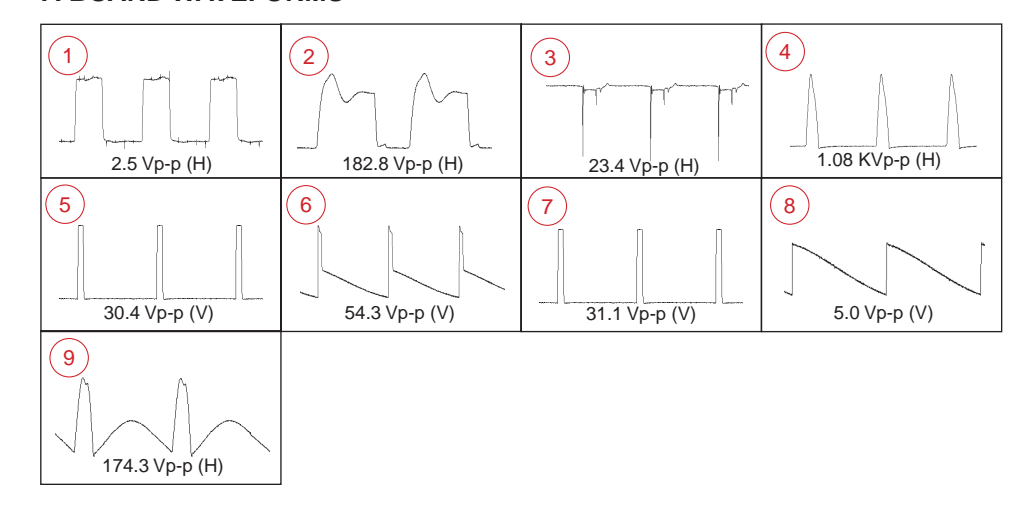 1
2.5 Vp-p (H)
2
182.8 Vp-p (H)
3
23.4 Vp-p (H)
4
1.08 KVp-p (H)
5
30.4 Vp-p (V)
6
54.3 Vp-p (V)
7
31.1 Vp-p (V)
8
5.0 Vp-p (V)
9
174.3 Vp-p (H)